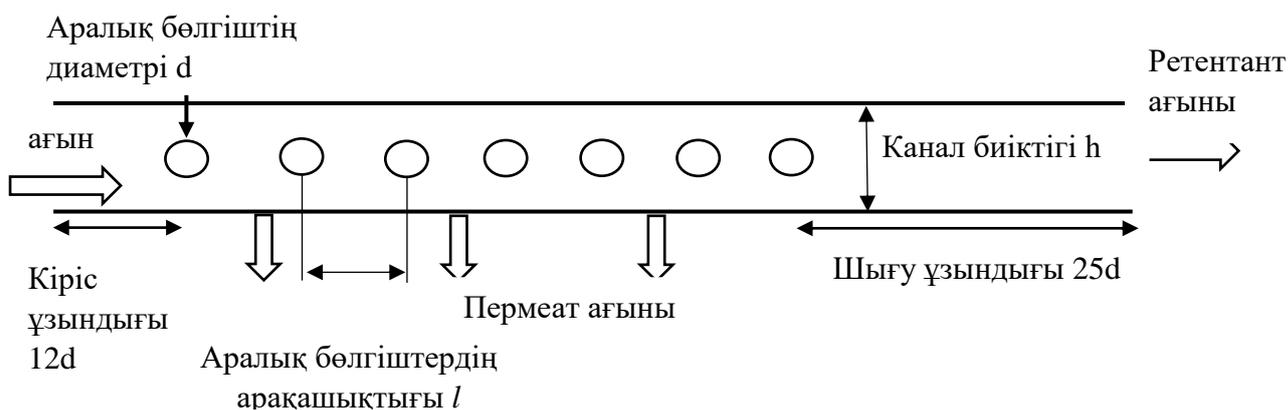 Аралық бөлгіштің
диаметрі d
Ретентант
ағыны
ағын
Канал биіктігі h
Кіріс
ұзындығы
12d
Шығу ұзындығы 25d
Пермеат ағыны
Аралық бөлгіштердің
арақашықтығы l